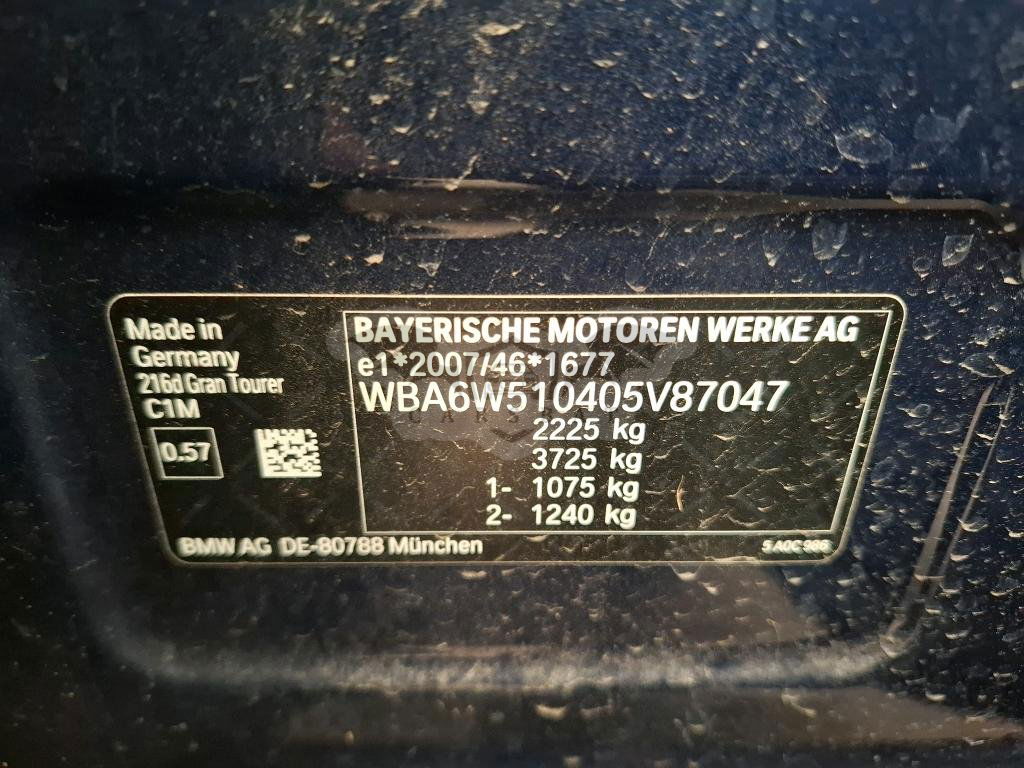 Made in
Germany
216d Gran Tourer
C1M
0.57
BAYERISCHE MOTOREN WERKE AG
e1*2007/46*1677
WBA6W510405V87047
2225 kg
3725 kg
1- 1075 kg
2- 1240 kg
BMW AG DE-80788 München